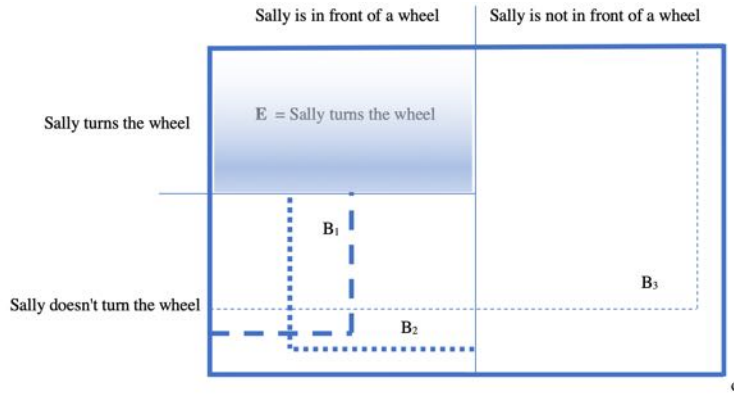 Sally is in front of a wheel
Sally is not in front of a wheel
Sally turns the wheel
E = Sally turns the wheel
B₁
B₃
Sally doesn't turn the wheel
B₂